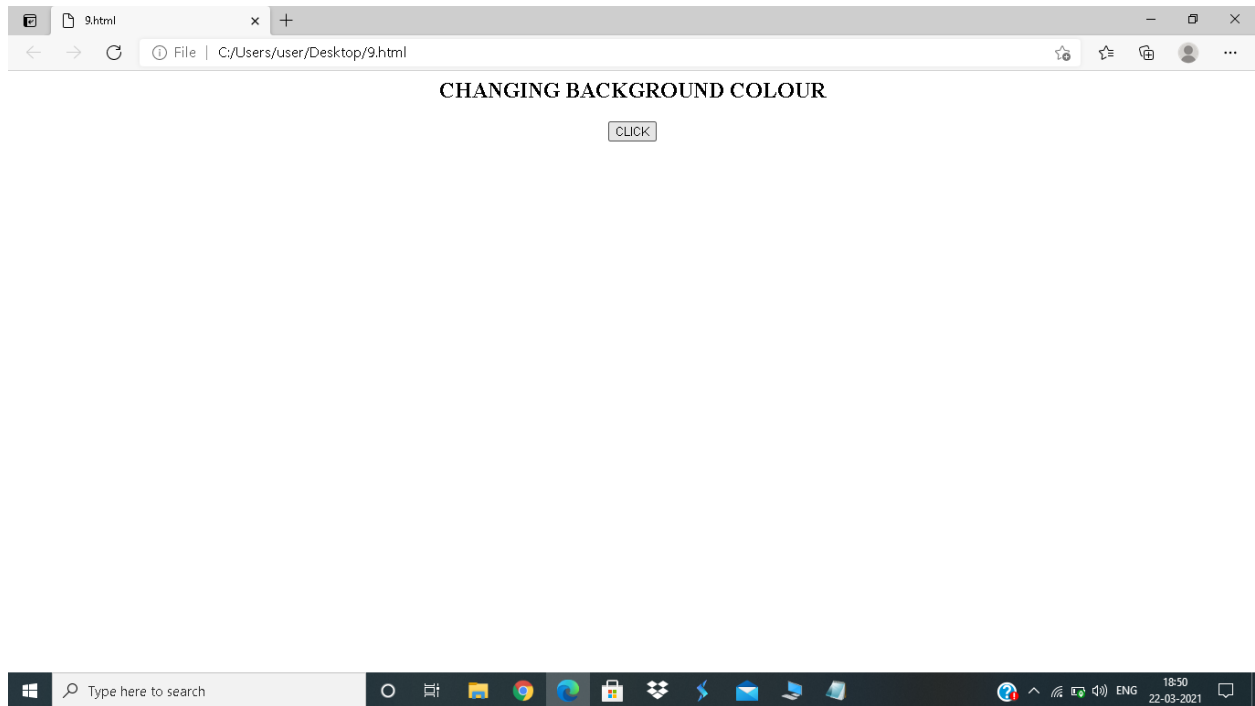 9.html
File | C:/Users/user/Desktop/9.html
CHANGING BACKGROUND COLOUR
CLICK
Type here to search
ENG
18:50
22-03-2021